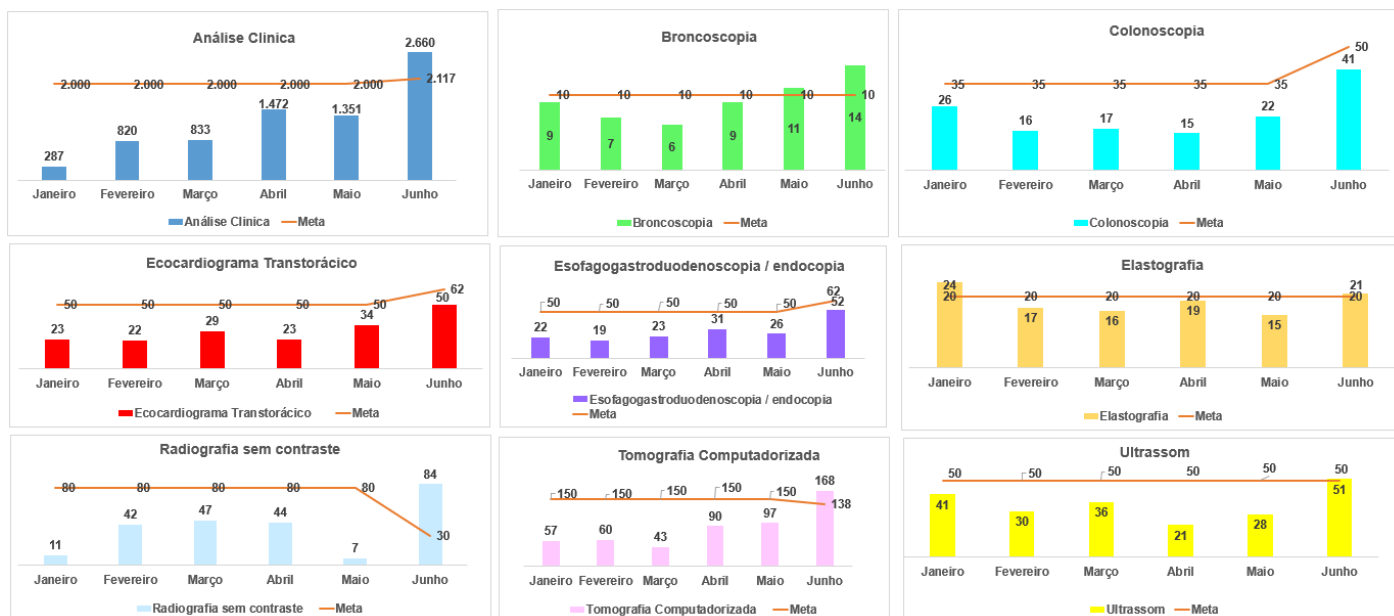 Análise Clinica
2.660
2.000 2.000 2.000 2.000 2.000 2.117
1.472
1.351
820 833
287
Janeiro Fevereiro Março Abril Maio Junho
Análise Clinica Meta
Broncoscopia
10 10 10 10 10 10
9 7 6 9 11 14
Janeiro Fevereiro Março Abril Maio Junho
Broncoscopia Meta
Colonoscopia
50
35 35 35 35 35 41
26 16 17 15 22
Janeiro Fevereiro Março Abril Maio Junho
Colonoscopia Meta
Ecocardiograma Transtorácico
62
50 50 50 50 50 50
23 22 29 23 34
Janeiro Fevereiro Março Abril Maio Junho
Ecocardiograma Transtorácico Meta
Esofagogastroduodenoscopia / endocopia
62
50 50 50 50 50 52
22 19 23 31 26
Janeiro Fevereiro Março Abril Maio Junho
Esofagogastroduodenoscopia / endocopia
Meta
Elastografia
24 21
20 20 20 20 20 20
17 16 19 15
Janeiro Fevereiro Março Abril Maio Junho
Elastografia Meta
Radiografia sem contraste
84
80 80 80 80 80
42 47 44 30
11 7
Janeiro Fevereiro Março Abril Maio Junho
Radiografia sem contraste Meta
Tomografia Computadorizada
168
150 150 150 150 150 138
57 60 43 90 97
Janeiro Fevereiro Março Abril Maio Junho
Tomografia Computadorizada Meta
Ultrassom
50 50 50 50 50 50
41 30 36 21 28 51
Janeiro Fevereiro Março Abril Maio Junho
Ultrassom Meta